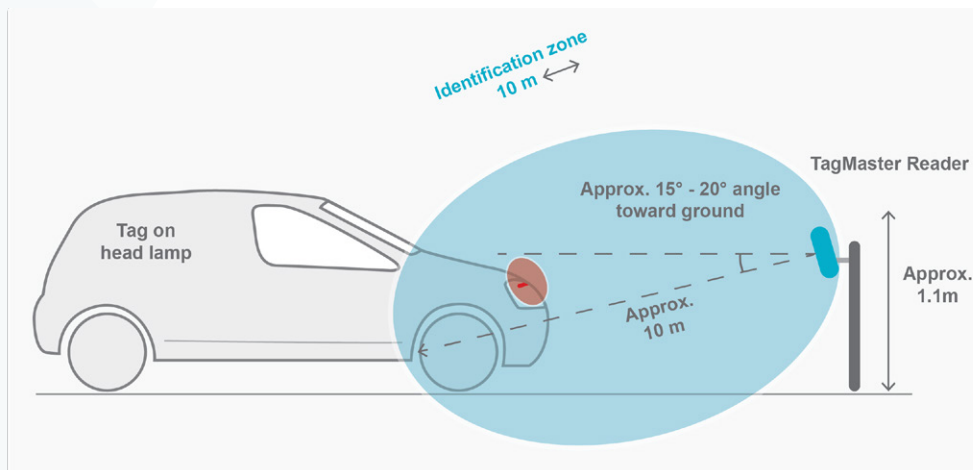 Identification zone
10 m
TagMaster Reader
Approx. 15° - 20° angle
toward ground
Tag on
head lamp
Approx.
10 m
Approx.
1.1m